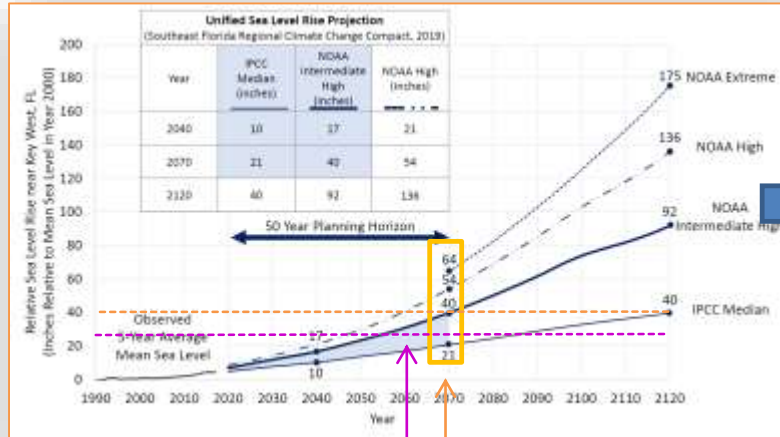 Unified Sea Level Rise Projection
(Southeast Florida Regional Climate Change Compact, 2019)
Year
IPCC
Median
(inches)
NOAA
Intermediate
High
(inches)
NOAA High
(inches)
2040 10 17 21
2070 21 40 54
2120 40 92 136
Relative Sea Level Rise near Key West, FL
(Inches Relative to Mean Sea Level in Year 2000)
200
180
160
140
120
100
80
60
40
20
0
175 NOAA Extreme
136
NOAA High
92
NOAA
Intermediate High
40
IPCC Median
50 Year Planning Horizon
64
54
40
21
17
10
Observed
5-Year Average
Mean Sea Level
1990 2000 2010 2020 2030 2040 2050 2060 2070 2080 2090 2100 2110 2120
Year